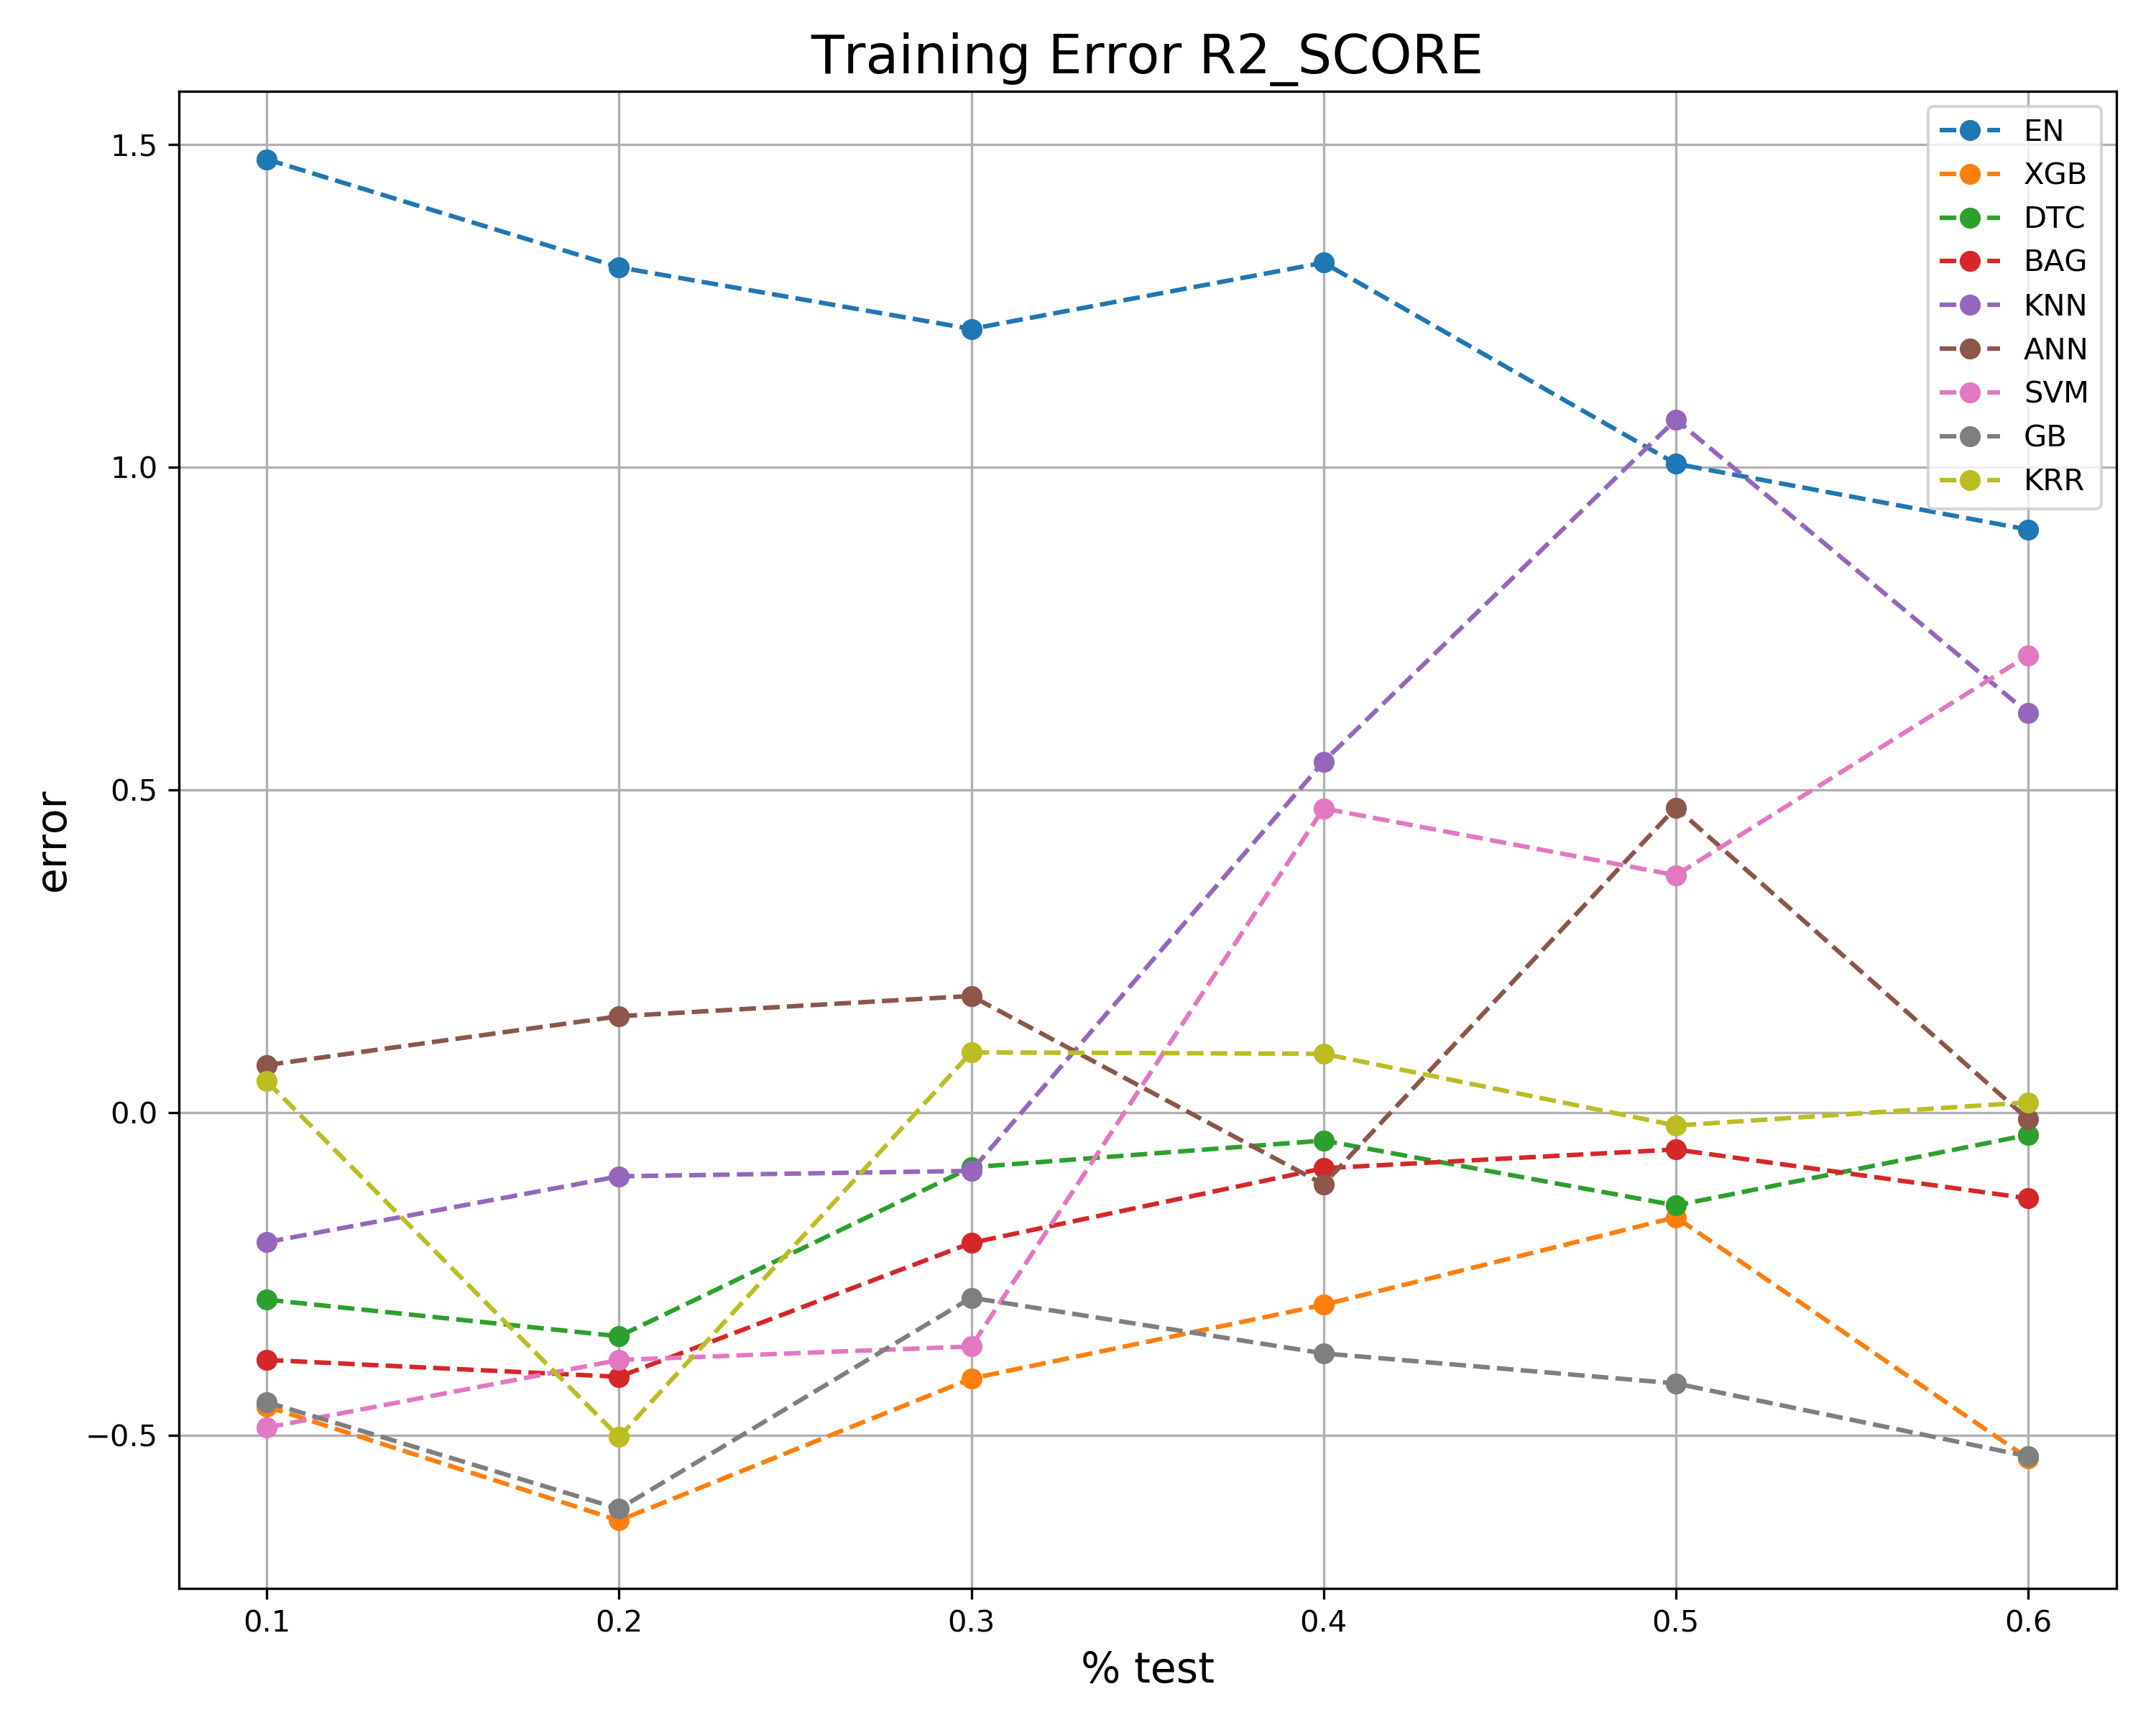 Training Error R2_SCORE
1.5
1.0
0.5
0.0
−0.5
error
EN
XGB
DTC
BAG
KNN
ANN
SVM
GB
KRR
0.1 0.2 0.3 0.4 0.5 0.6
% test